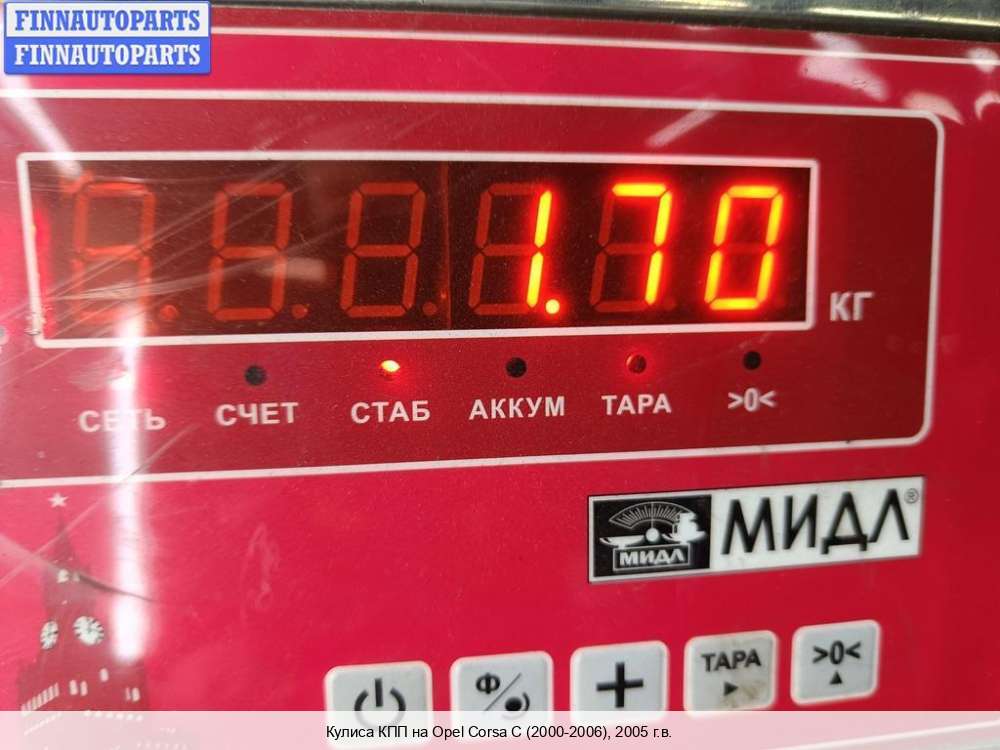 FINNAUTOPARTS
FINNAUTOPARTS
1.70
КГ
СЕТЬ СЧЕТ СТАБ АККУМ ТАРА >0<
МИДЛ МИДЛ®
Ф + ТАРА >0<
Кулиса КПП на Opel Corsa C (2000-2006), 2005 г.в.